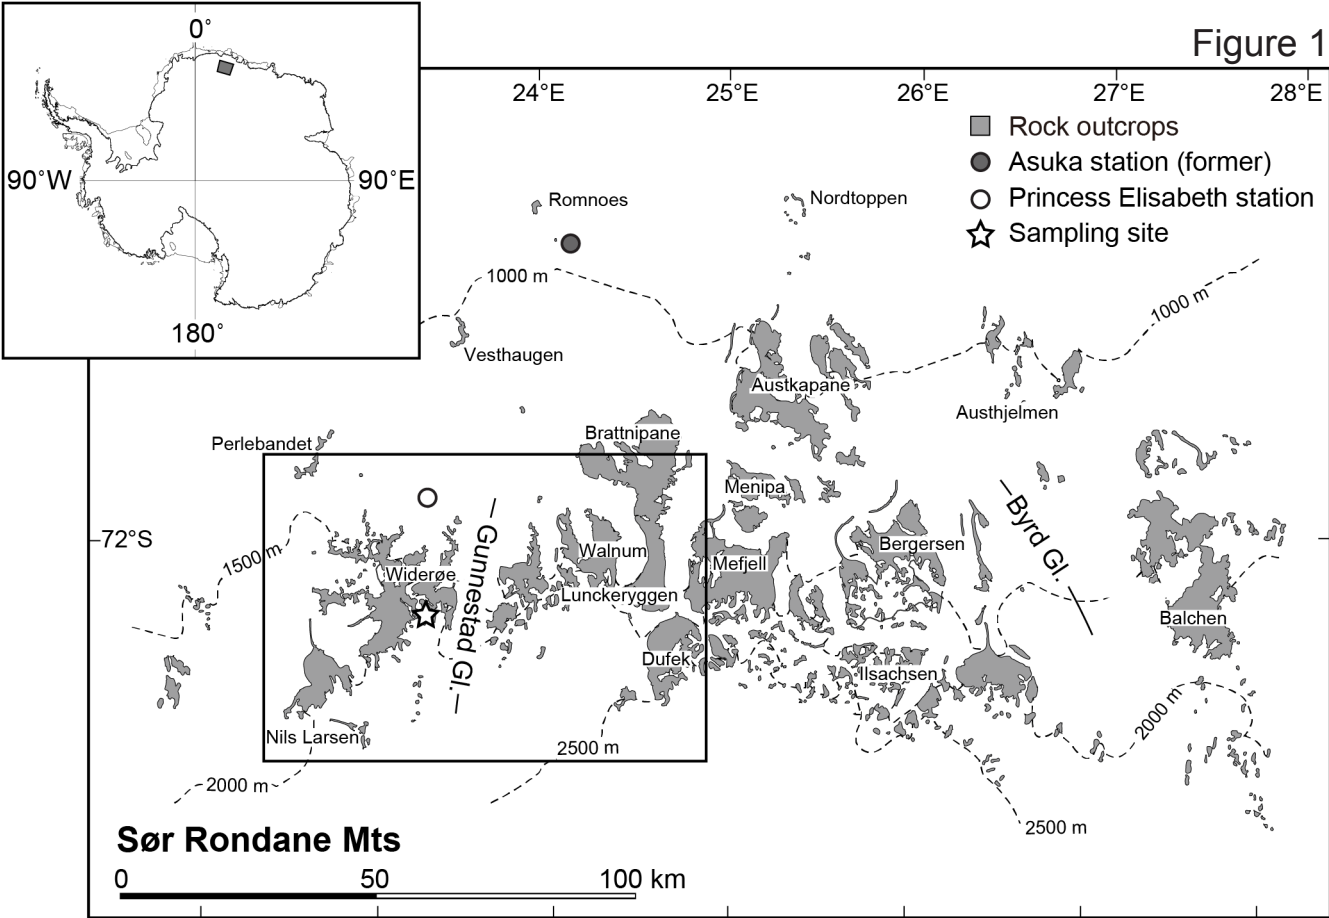 Figure 1
0°
90°W
90°E
180°
24°E
25°E
26°E
27°E
28°E
Rock outcrops
Asuka station (former)
Princess Elisabeth station
Sampling site
Romnoes
Nordtoppen
1000 m
1000 m
Vesthaugen
Austkapane
Austhjelmen
Perlebandet
Brattnipane
Menipa
72°S
1500 m
Gunnestad Gl.
Walnum
Widerøe
Lunckeryggen
Mefjell
Bergersen
Byrd Gl.
Balchen
Dufek
Ilsachsen
Nils Larsen
2000 m
2500 m
2000 m
2500 m
Sør Rondane Mts
0
50
100 km